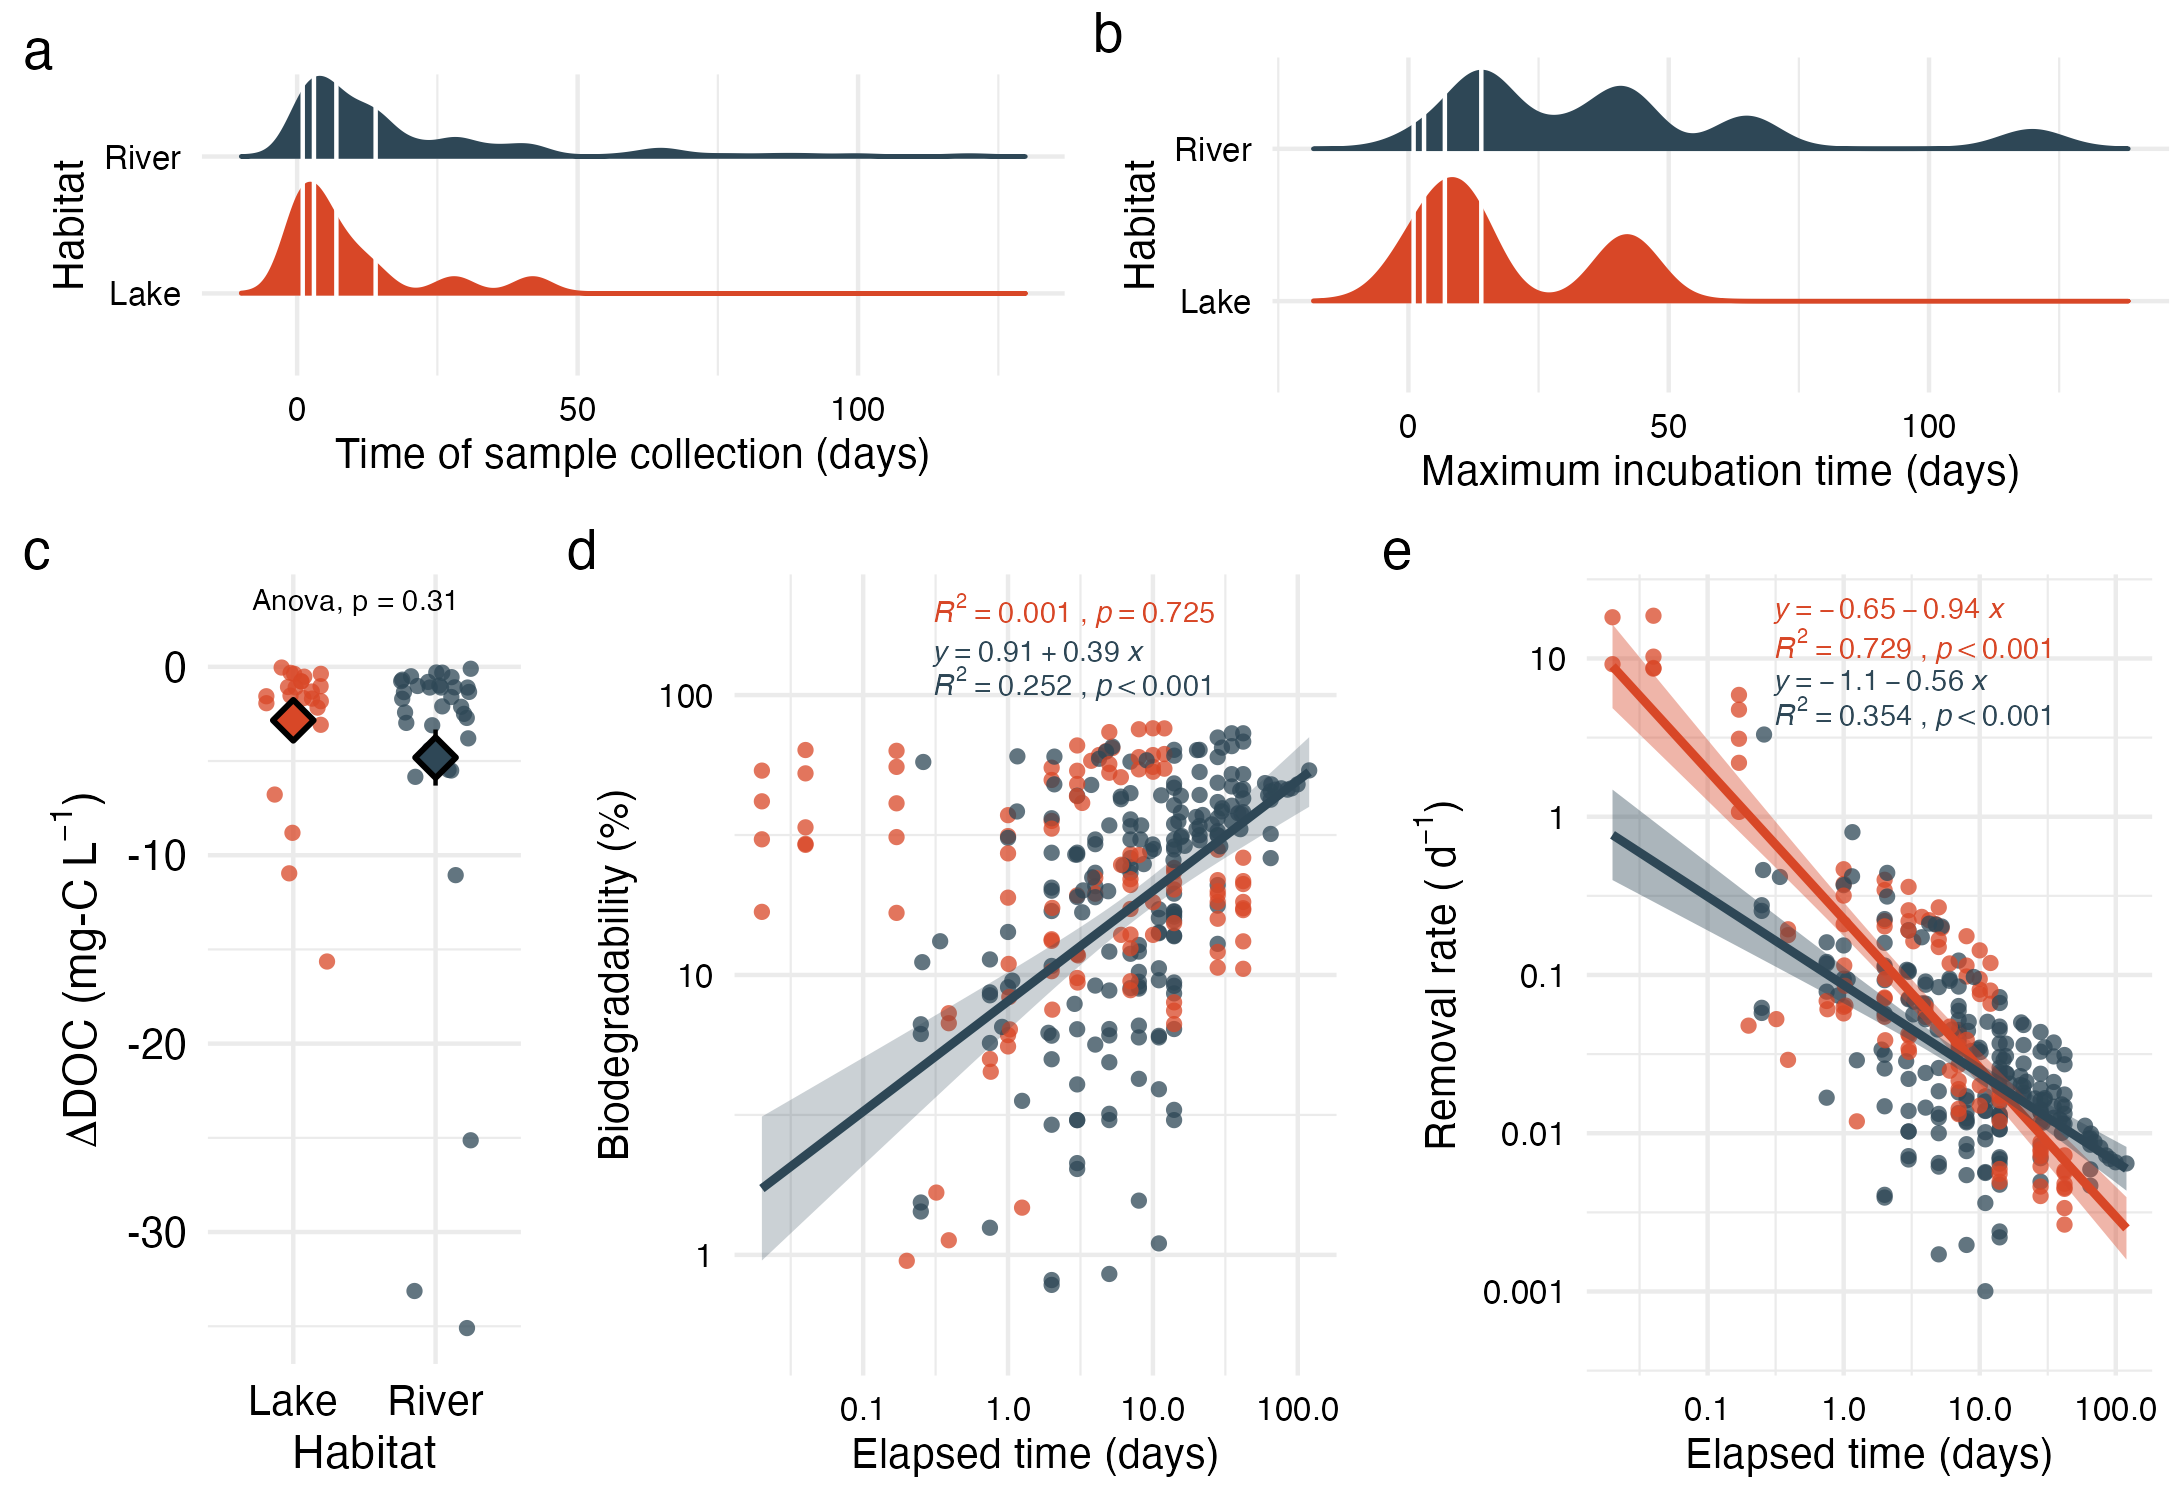 a
River
Lake
Habitat
0 50 100
Time of sample collection (days)
b
River
Lake
Habitat
0 50 100
Maximum incubation time (days)
c
Anova, p = 0.31
0
-10
-20
-30
ΔDOC (mg-C L⁻¹)
Lake River
Habitat
d
R² = 0.001 , p = 0.725
y = 0.91 + 0.39 x
R² = 0.252 , p < 0.001
100
10
1
Biodegradability (%)
0.1 1.0 10.0 100.0
Elapsed time (days)
e
y = −0.65 − 0.94 x
R² = 0.729 , p < 0.001
y = −1.1 − 0.56 x
R² = 0.354 , p < 0.001
10
1
0.1
0.01
0.001
Removal rate ( d⁻¹)
0.1 1.0 10.0 100.0
Elapsed time (days)